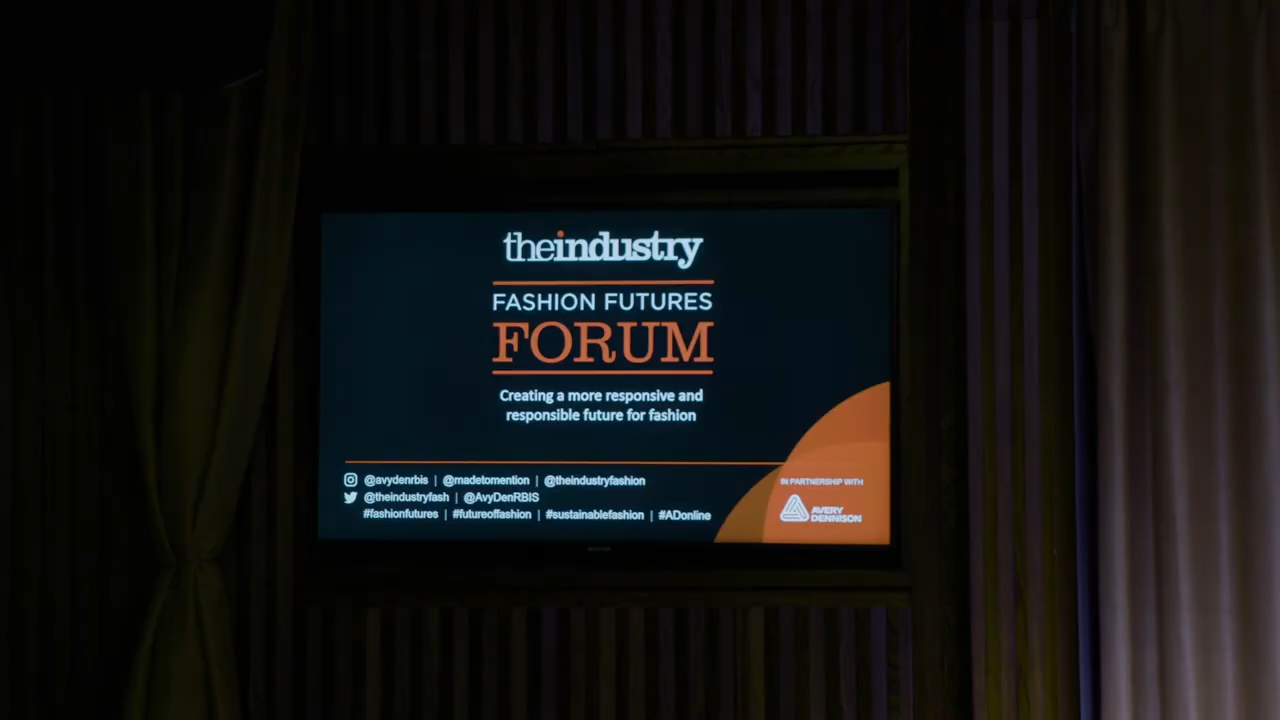 theindustry
FASHION FUTURES
FORUM
Creating a more responsive and
responsible future for fashion
@avydenrbis | @madetomention | @theindustryfashion
@theindustryfash | @AvyDenRBIS
#fashionfutures | #futureoffashion | #sustainablefashion | #ADonline
IN PARTNERSHIP WITH
AVERY
DENNISON